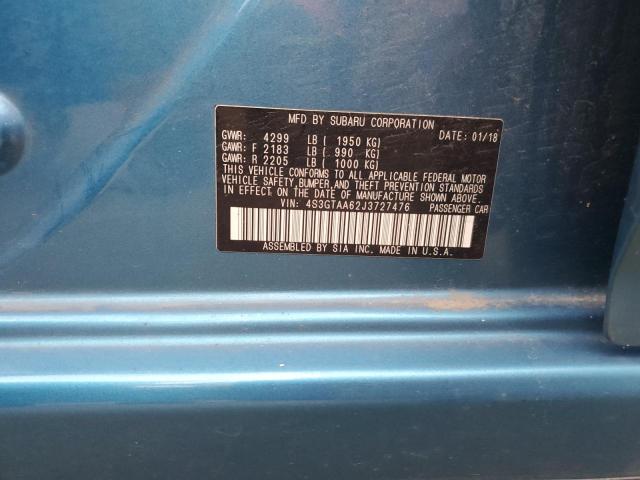 MFD BY SUBARU CORPORATION DATE: 01/18
GVWR: 4299 LB ( 1950 KG)
GAWR: F 2183 LB ( 990 KG)
GAWR: R 2205 LB ( 1000 KG)
THIS VEHICLE CONFORMS TO ALL APPLICABLE FEDERAL MOTOR
VEHICLE SAFETY,BUMPER,AND THEFT PREVENTION STANDARDS
IN EFFECT ON THE DATE OF MANUFACTURE SHOWN ABOVE.
VIN: 4S3GTAA62J3727476 PASSENGER CAR
ASSEMBLED BY SIA INC. MADE IN U.S.A.